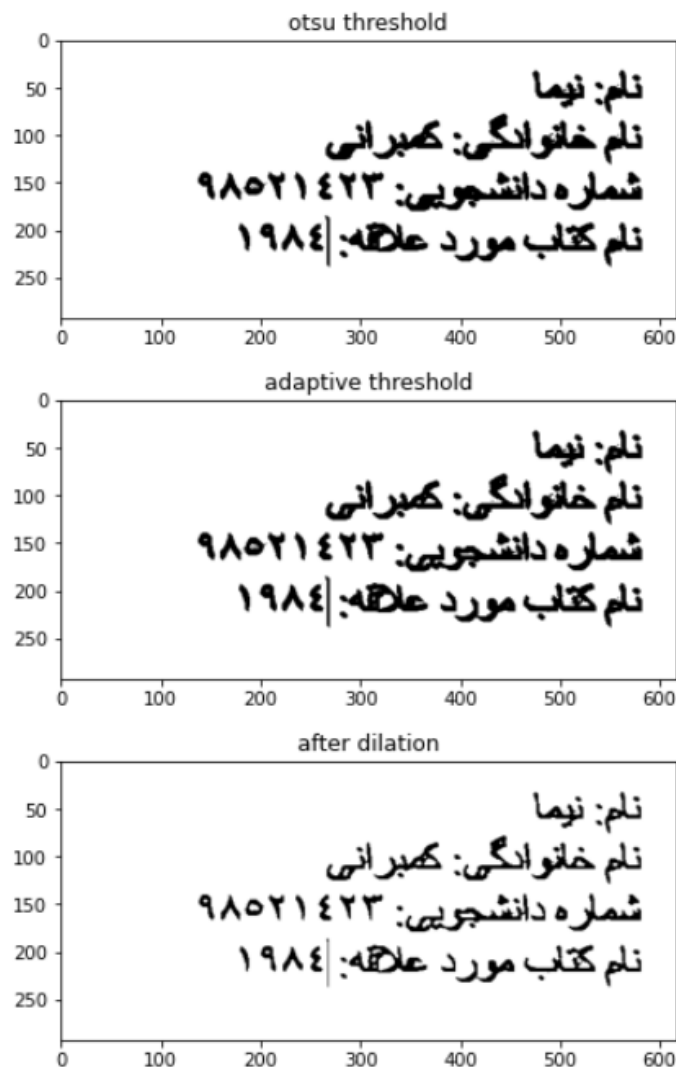 otsu threshold
0
50
100
150
200
250
نام: نیما
نام خانوادگی: کمبرانی
شماره دانشجویی: ٩٨٥٢١٤٢٣
نام کتاب مورد علاقه: ١٩٨٤
0 100 200 300 400 500 600
adaptive threshold
0
50
100
150
200
250
نام: نیما
نام خانوادگی: کمبرانی
شماره دانشجویی: ٩٨٥٢١٤٢٣
نام کتاب مورد علاقه: ١٩٨٤
0 100 200 300 400 500 600
after dilation
0
50
100
150
200
250
نام: نیما
نام خانوادگی: کمبرانی
شماره دانشجویی: ٩٨٥٢١٤٢٣
نام کتاب مورد علاقه: ١٩٨٤
0 100 200 300 400 500 600